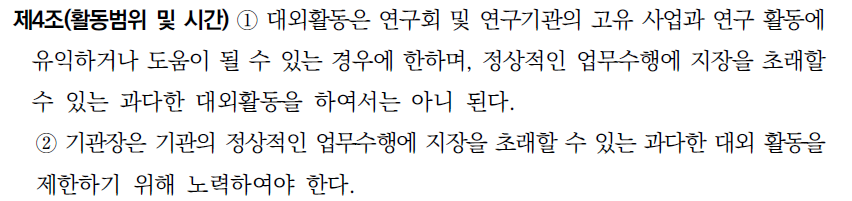 제4조(활동범위 및 시간) ① 대외활동은 연구회 및 연구기관의 고유 사업과 연구 활동에
유익하거나 도움이 될 수 있는 경우에 한하며, 정상적인 업무수행에 지장을 초래할
수 있는 과다한 대외활동을 하여서는 아니 된다.
② 기관장은 기관의 정상적인 업무수행에 지장을 초래할 수 있는 과다한 대외 활동을
제한하기 위해 노력하여야 한다.